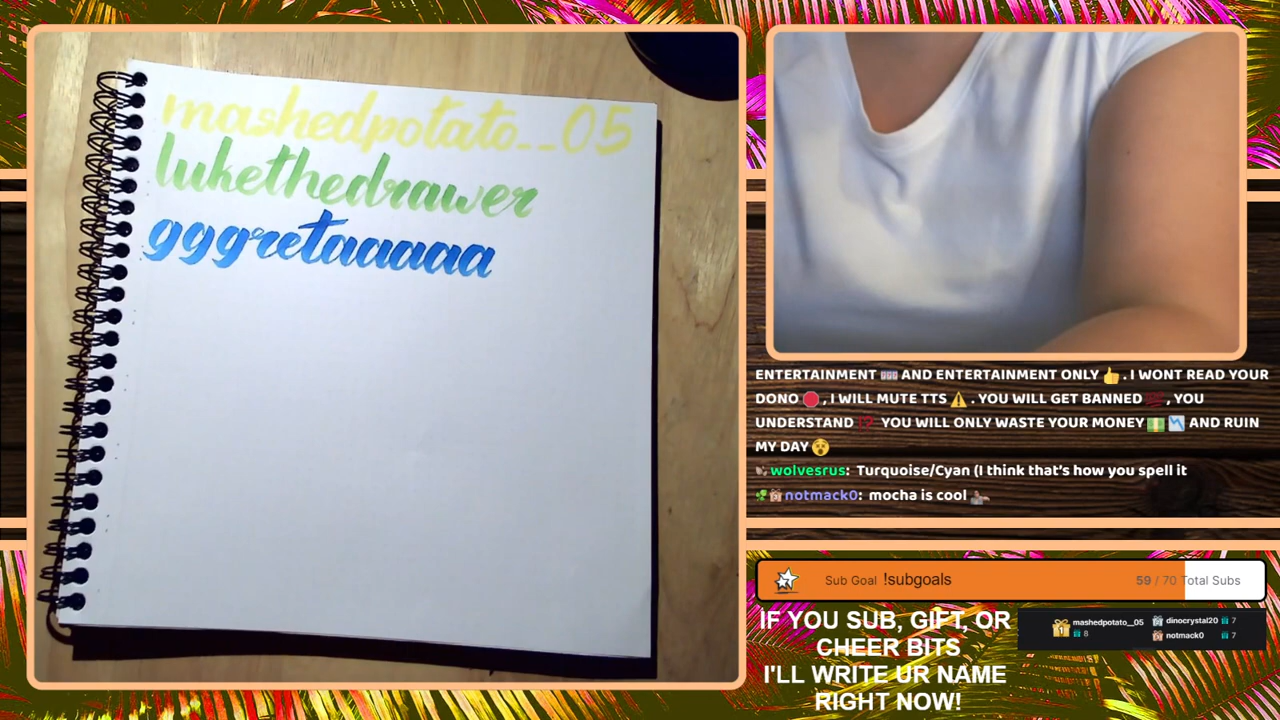 mashedpotato__05
lukethedrawer
gggretaaaaa
ENTERTAINMENT AND ENTERTAINMENT ONLY 👍 . I WONT READ YOUR
DONO 🛑 , I WILL MUTE TTS ⚠️ . YOU WILL GET BANNED 💯 , YOU
UNDERSTAND ⁉️ YOU WILL ONLY WASTE YOUR MONEY 💵 📉 AND RUIN
MY DAY 😵
wolvesrus: Turquoise/Cyan (I think that's how you spell it
notmack0: mocha is cool
Sub Goal !subgoals 59 / 70 Total Subs
IF YOU SUB, GIFT, OR
CHEER BITS
I'LL WRITE UR NAME
RIGHT NOW!
1 mashedpotato__05 8
dinocrystal20 7
notmack0 7